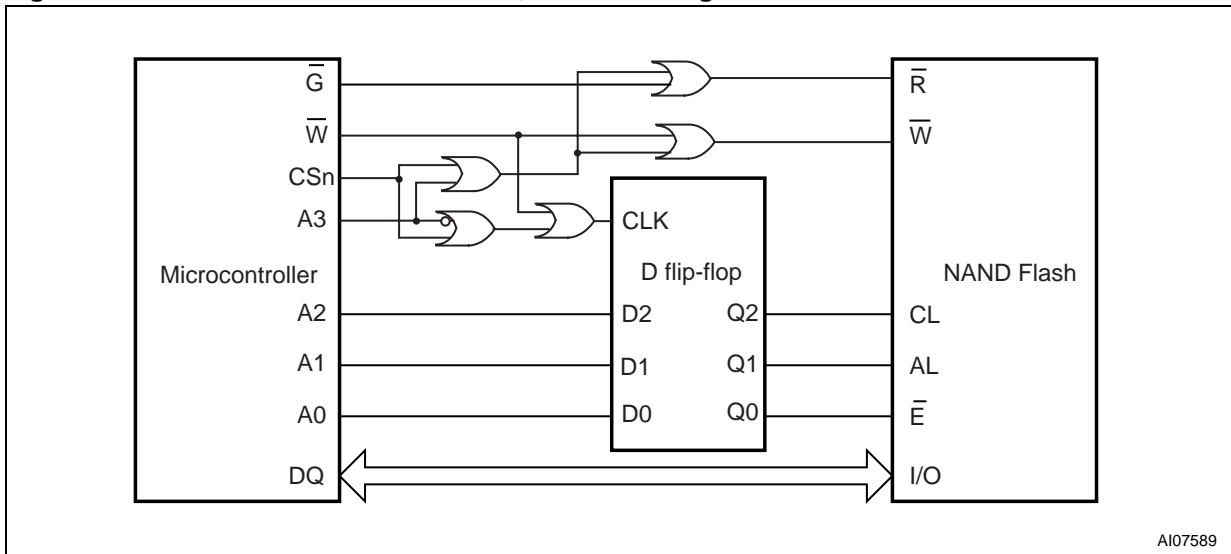 G̅
R̅
W̅
W̅
CSn
A3
CLK
D flip-flop
Microcontroller
NAND Flash
A2
D2
Q2
CL
A1
D1
Q1
AL
A0
D0
Q0
E̅
DQ
I/O
AI07589